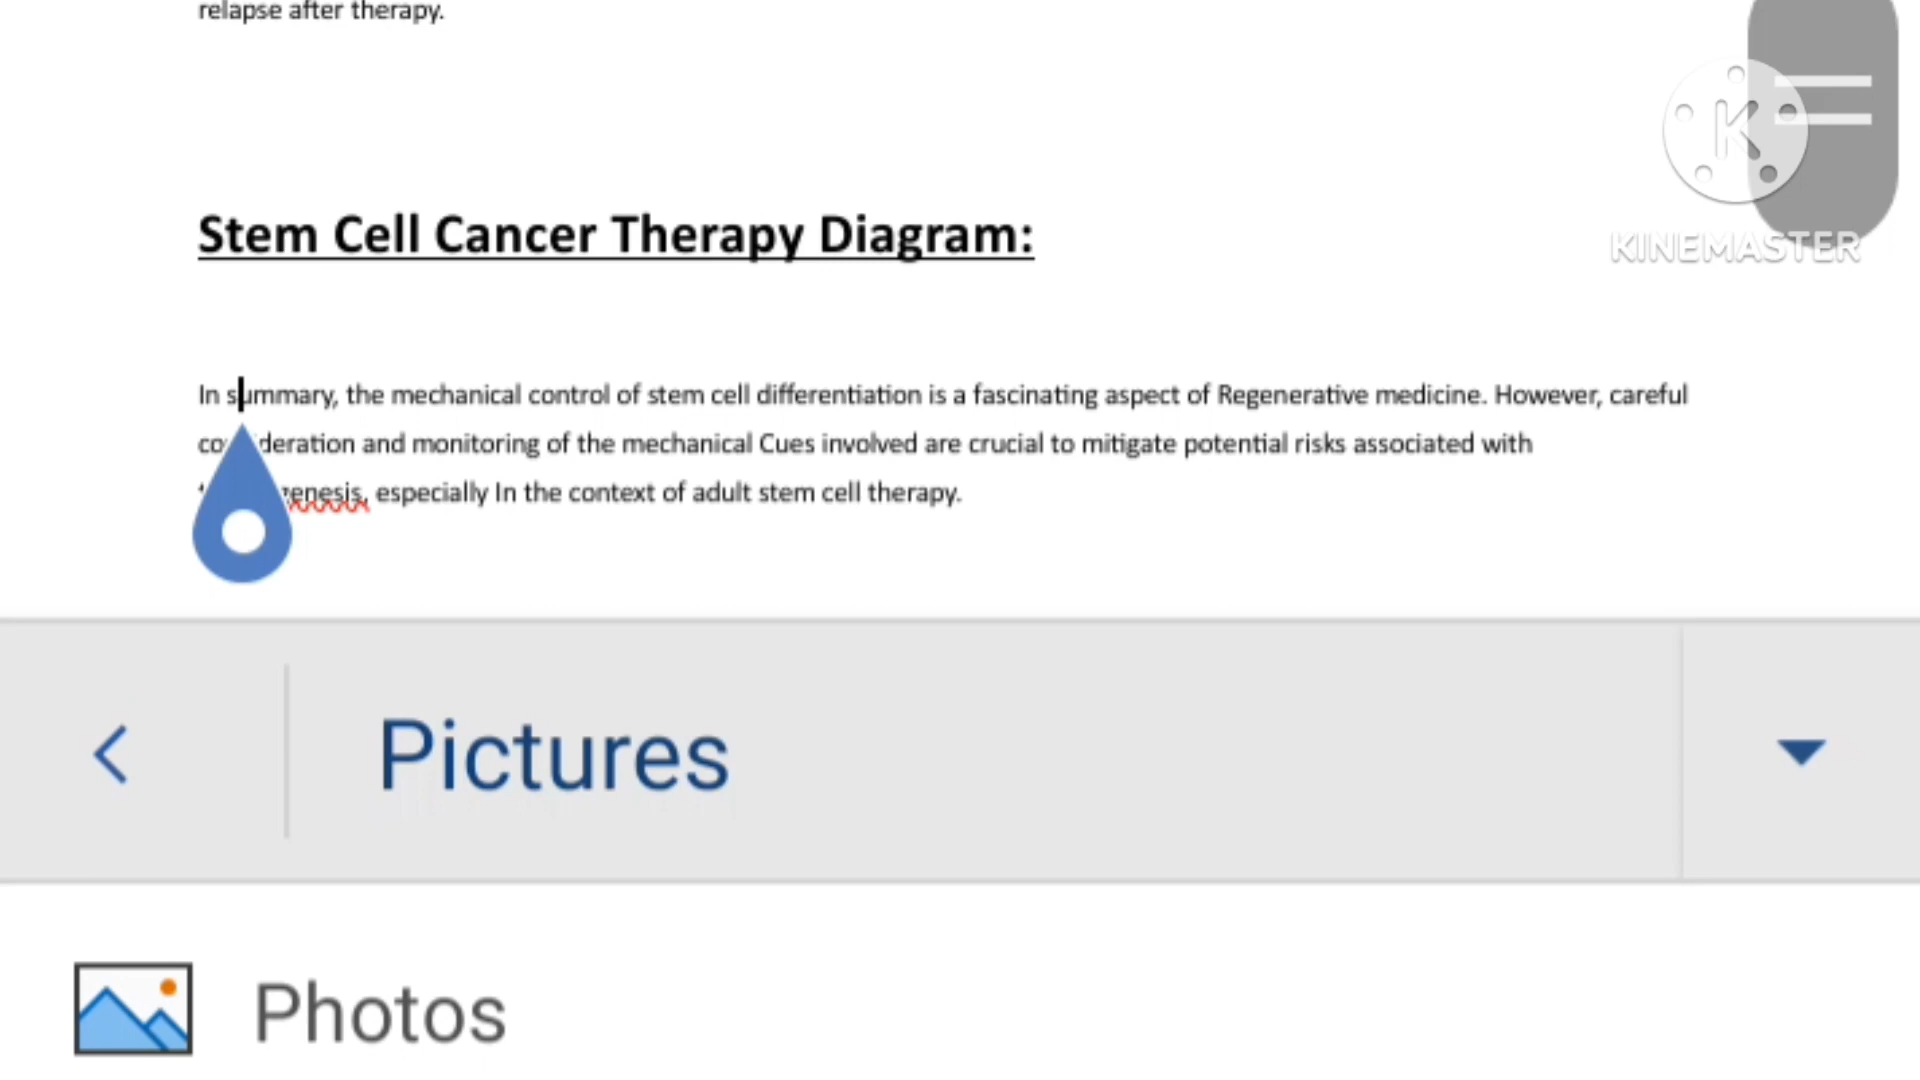 relapse after therapy.
KINEMASTER
Stem Cell Cancer Therapy Diagram:
In summary, the mechanical control of stem cell differentiation is a fascinating aspect of Regenerative medicine. However, careful
and monitoring of the mechanical Cues involved are crucial to mitigate potential risks associated with
especially In the context of adult stem cell therapy.
Pictures
Photos